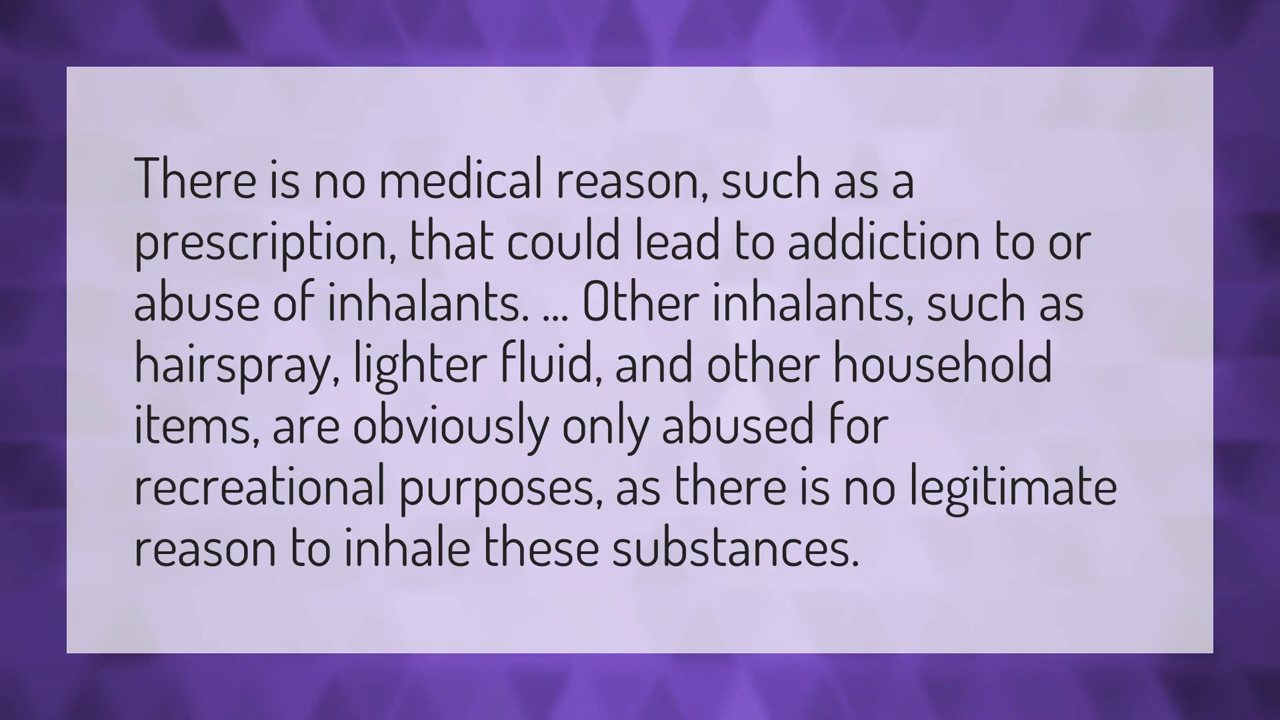 There is no medical reason, such as a
prescription, that could lead to addiction to or
abuse of inhalants. ... Other inhalants, such as
hairspray, lighter fluid, and other household
items, are obviously only abused for
recreational purposes, as there is no legitimate
reason to inhale these substances.